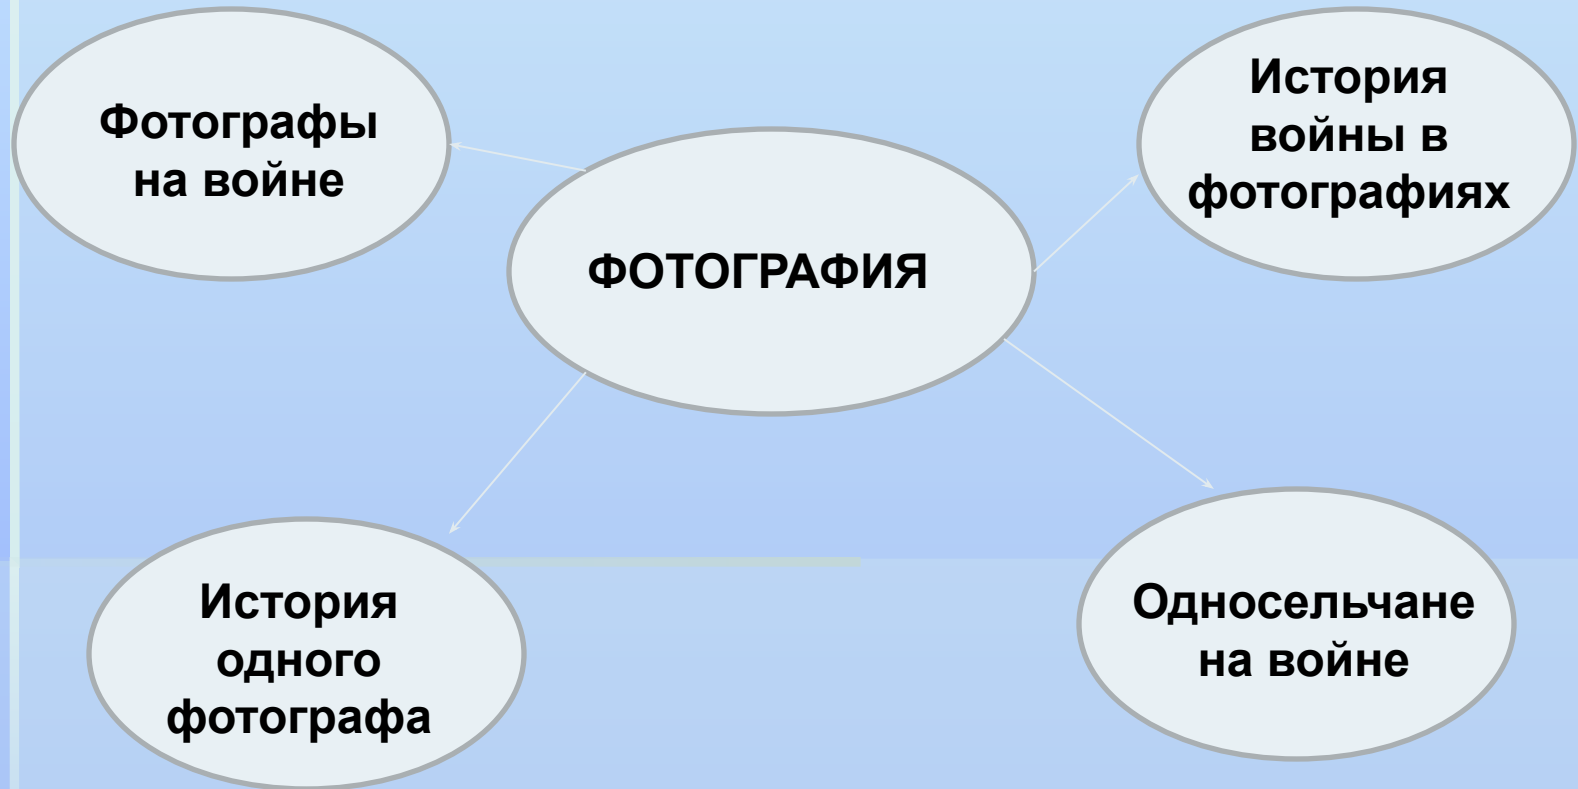 Фотографы
на войне
История
войны в
фотографиях
ФОТОГРАФИЯ
История
одного
фотографа
Односельчане
на войне